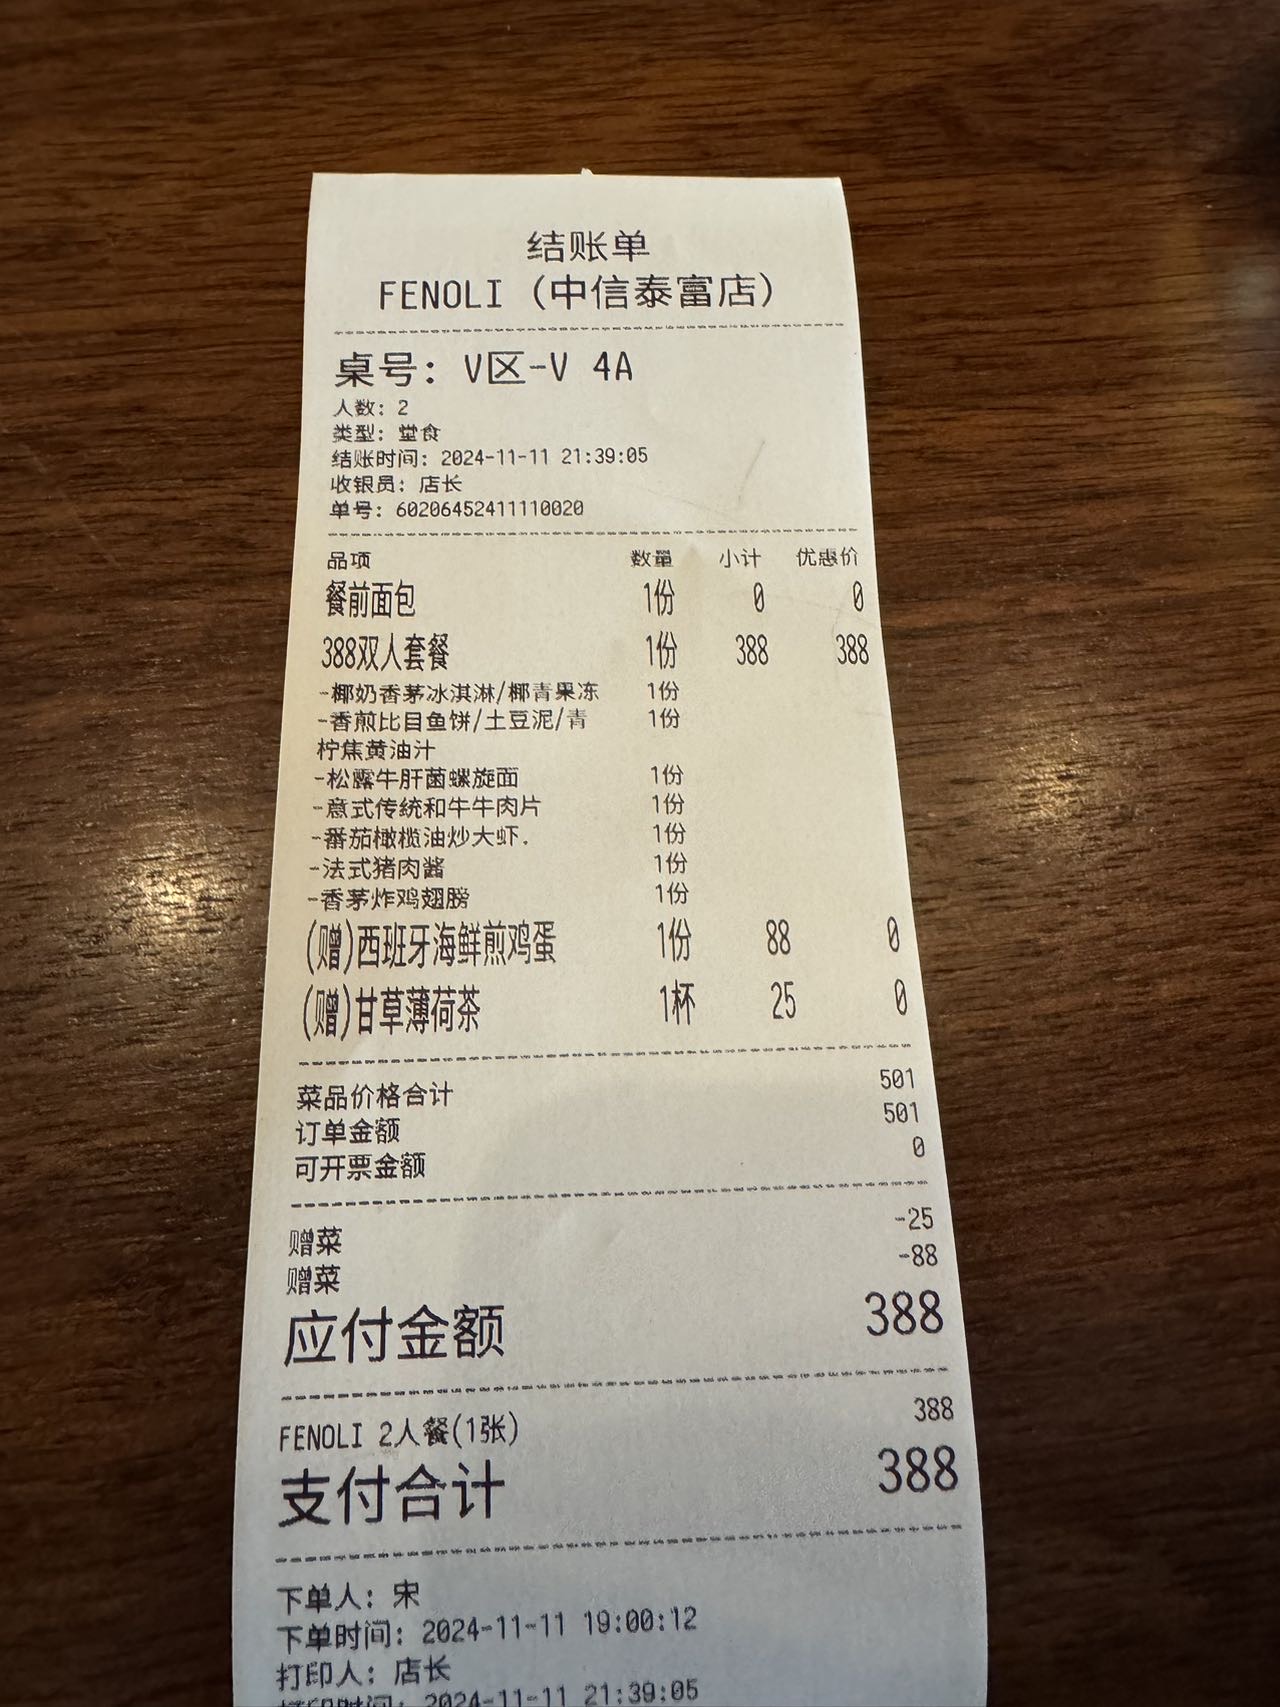 结账单
FENOLI（中信泰富店）
桌号：V区-V 4A
人数：2
类型：堂食
结账时间：2024-11-11 21:39:05
收银员：店长
单号：60206452411110020
品项 数量 小计 优惠价
餐前面包 1份 0 0
388双人套餐 1份 388 388
-椰奶香茅冰淇淋/椰青果冻 1份
-香煎比目鱼饼/土豆泥/青 1份
柠焦黄油汁
-松露牛肝菌螺旋面 1份
-意式传统和牛牛肉片 1份
-番茄橄榄油炒大虾. 1份
-法式猪肉酱 1份
-香茅炸鸡翅膀 1份
(赠)西班牙海鲜煎鸡蛋 1份 88 0
(赠)甘草薄荷茶 1杯 25 0
菜品价格合计 501
订单金额 501
可开票金额 0
赠菜 -25
赠菜 -88
应付金额 388
FENOLI 2人餐(1张) 388
支付合计 388
下单人：宋
下单时间：2024-11-11 19:00:12
打印人：店长
打印时间：2024-11-11 21:39:05